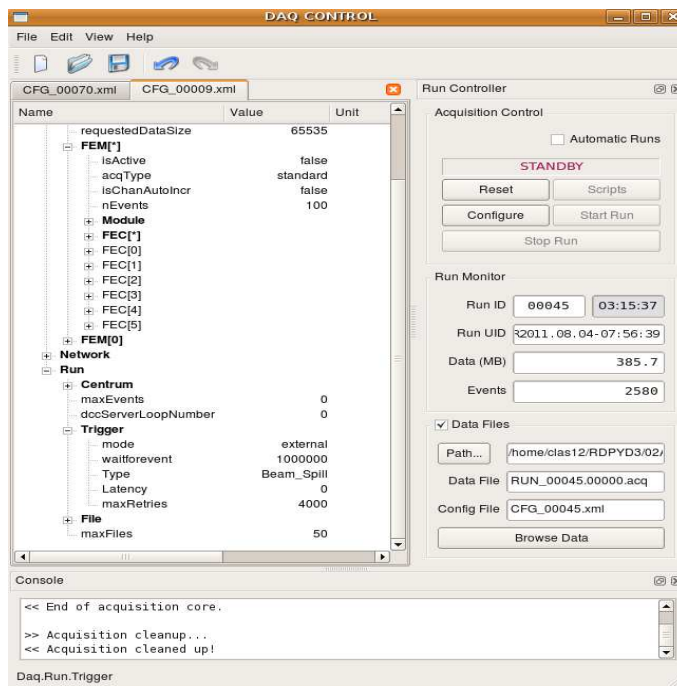 DAQ CONTROL
File Edit View Help
CFG_00070.xml CFG_00009.xml
Name Value Unit
requestedDataSize 65535
FEM[*]
isActive false
acqType standard
isChanAutoIncr false
nEvents 100
Module
FEC[*]
FEC[0]
FEC[1]
FEC[2]
FEC[3]
FEC[4]
FEC[5]
FEM[0]
Network
Run
Centrum
maxEvents 0
dccServerLoopNumber 0
Trigger
mode external
waitforevent 1000000
Type Beam_Spill
Latency 0
maxRetries 4000
File
maxFiles 50
Run Controller
Acquisition Control
Automatic Runs
STANDBY
Reset Scripts
Configure Start Run
Stop Run
Run Monitor
Run ID 00045 03:15:37
Run UID R2011.08.04-07:56:39
Data (MB) 385.7
Events 2580
Data Files
Path... /home/clas12/RDPYD3/02/
Data File RUN_00045.00000.acq
Config File CFG_00045.xml
Browse Data
Console
<< End of acquisition core.
>> Acquisition cleanup...
<< Acquisition cleaned up!
Daq.Run.Trigger